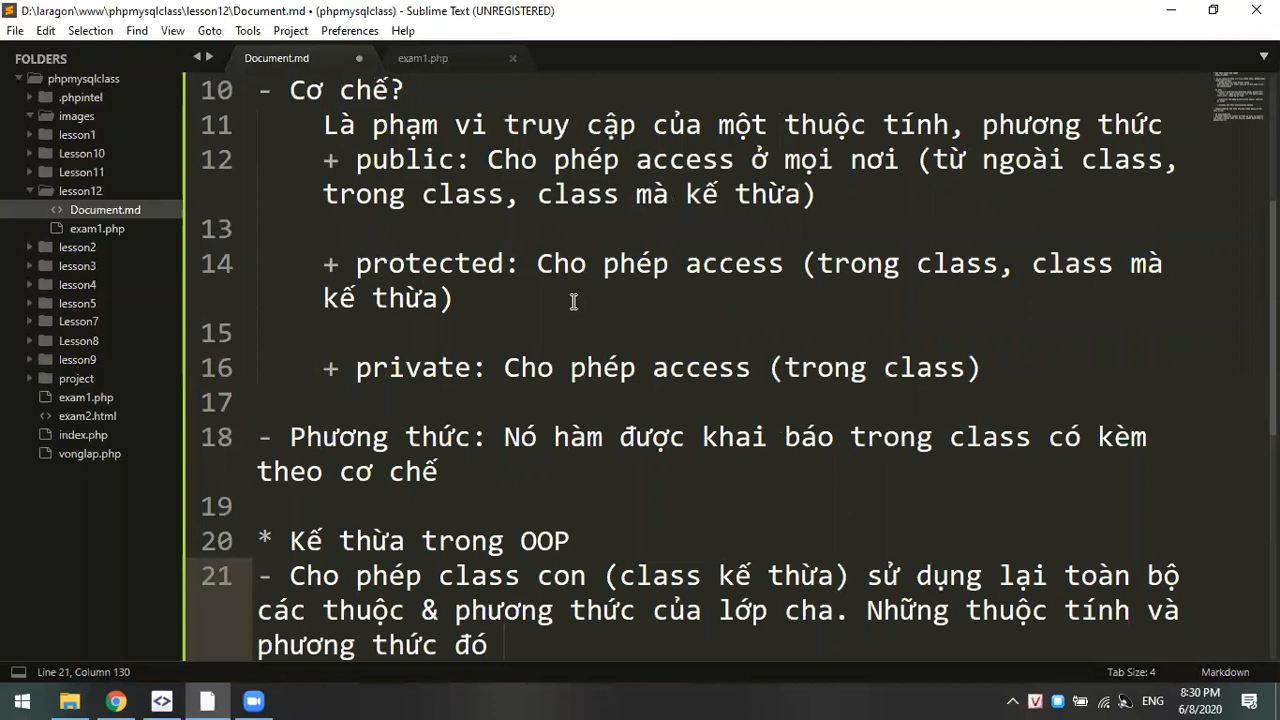 D:\laragon\www\phpmysqlclass\lesson12\Document.md • (phpmysqlclass) - Sublime Text (UNREGISTERED)
File Edit Selection Find View Goto Tools Project Preferences Help
FOLDERS
phpmysqlclass
.phpintel
images
lesson1
Lesson10
Lesson11
lesson12
Document.md
exam1.php
lesson2
lesson3
lesson4
lesson5
Lesson7
Lesson8
lesson9
project
exam1.php
exam2.html
index.php
vonglap.php
Document.md exam1.php
10 - Cơ chế?
11 Là phạm vi truy cập của một thuộc tính, phương thức
12 + public: Cho phép access ở mọi nơi (từ ngoài class,
trong class, class mà kế thừa)
13
14 + protected: Cho phép access (trong class, class mà
kế thừa)
15
16 + private: Cho phép access (trong class)
17
18 - Phương thức: Nó hàm được khai báo trong class có kèm
theo cơ chế
19
20 * Kế thừa trong OOP
21 - Cho phép class con (class kế thừa) sử dụng lại toàn bộ
các thuộc & phương thức của lớp cha. Những thuộc tính và
phương thức đó
Line 21, Column 130 Tab Size: 4 Markdown
ENG
8:30 PM
6/8/2020